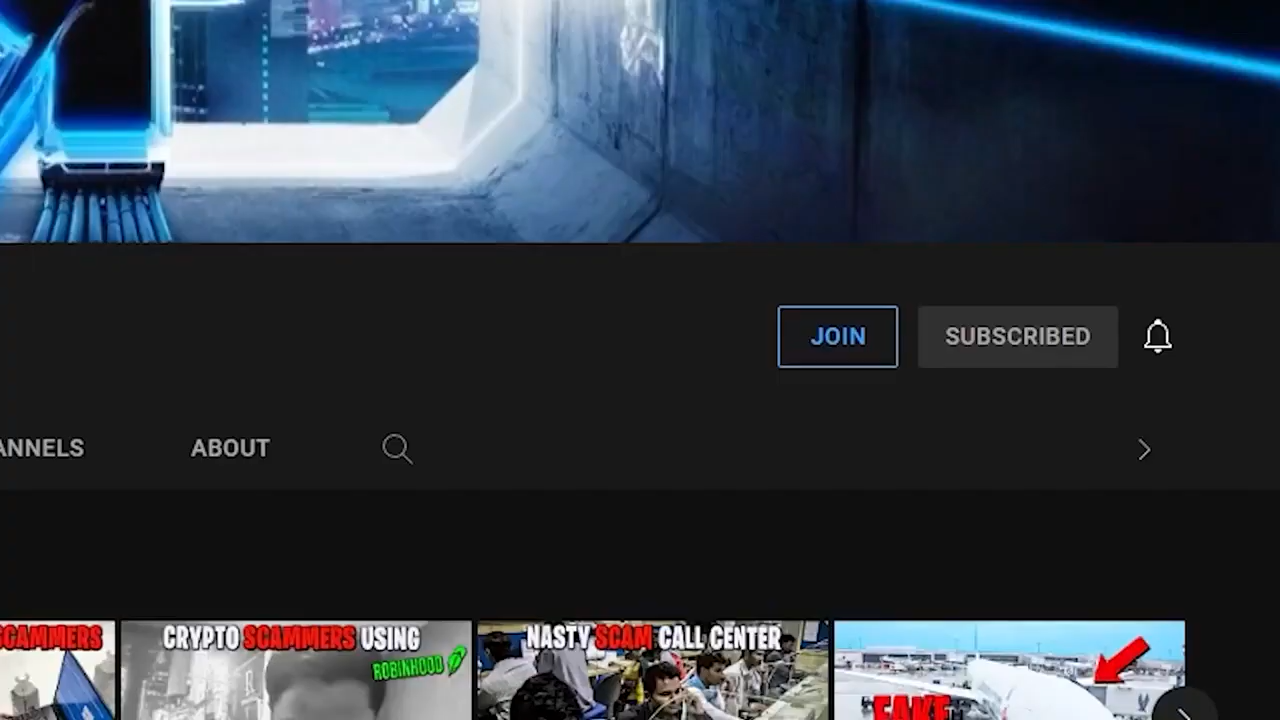 JOIN
SUBSCRIBED
ANNELS
ABOUT
SCAMMERS
CRYPTO SCAMMERS USING
ROBINHOOD
NASTY SCAM CALL CENTER
FAKE